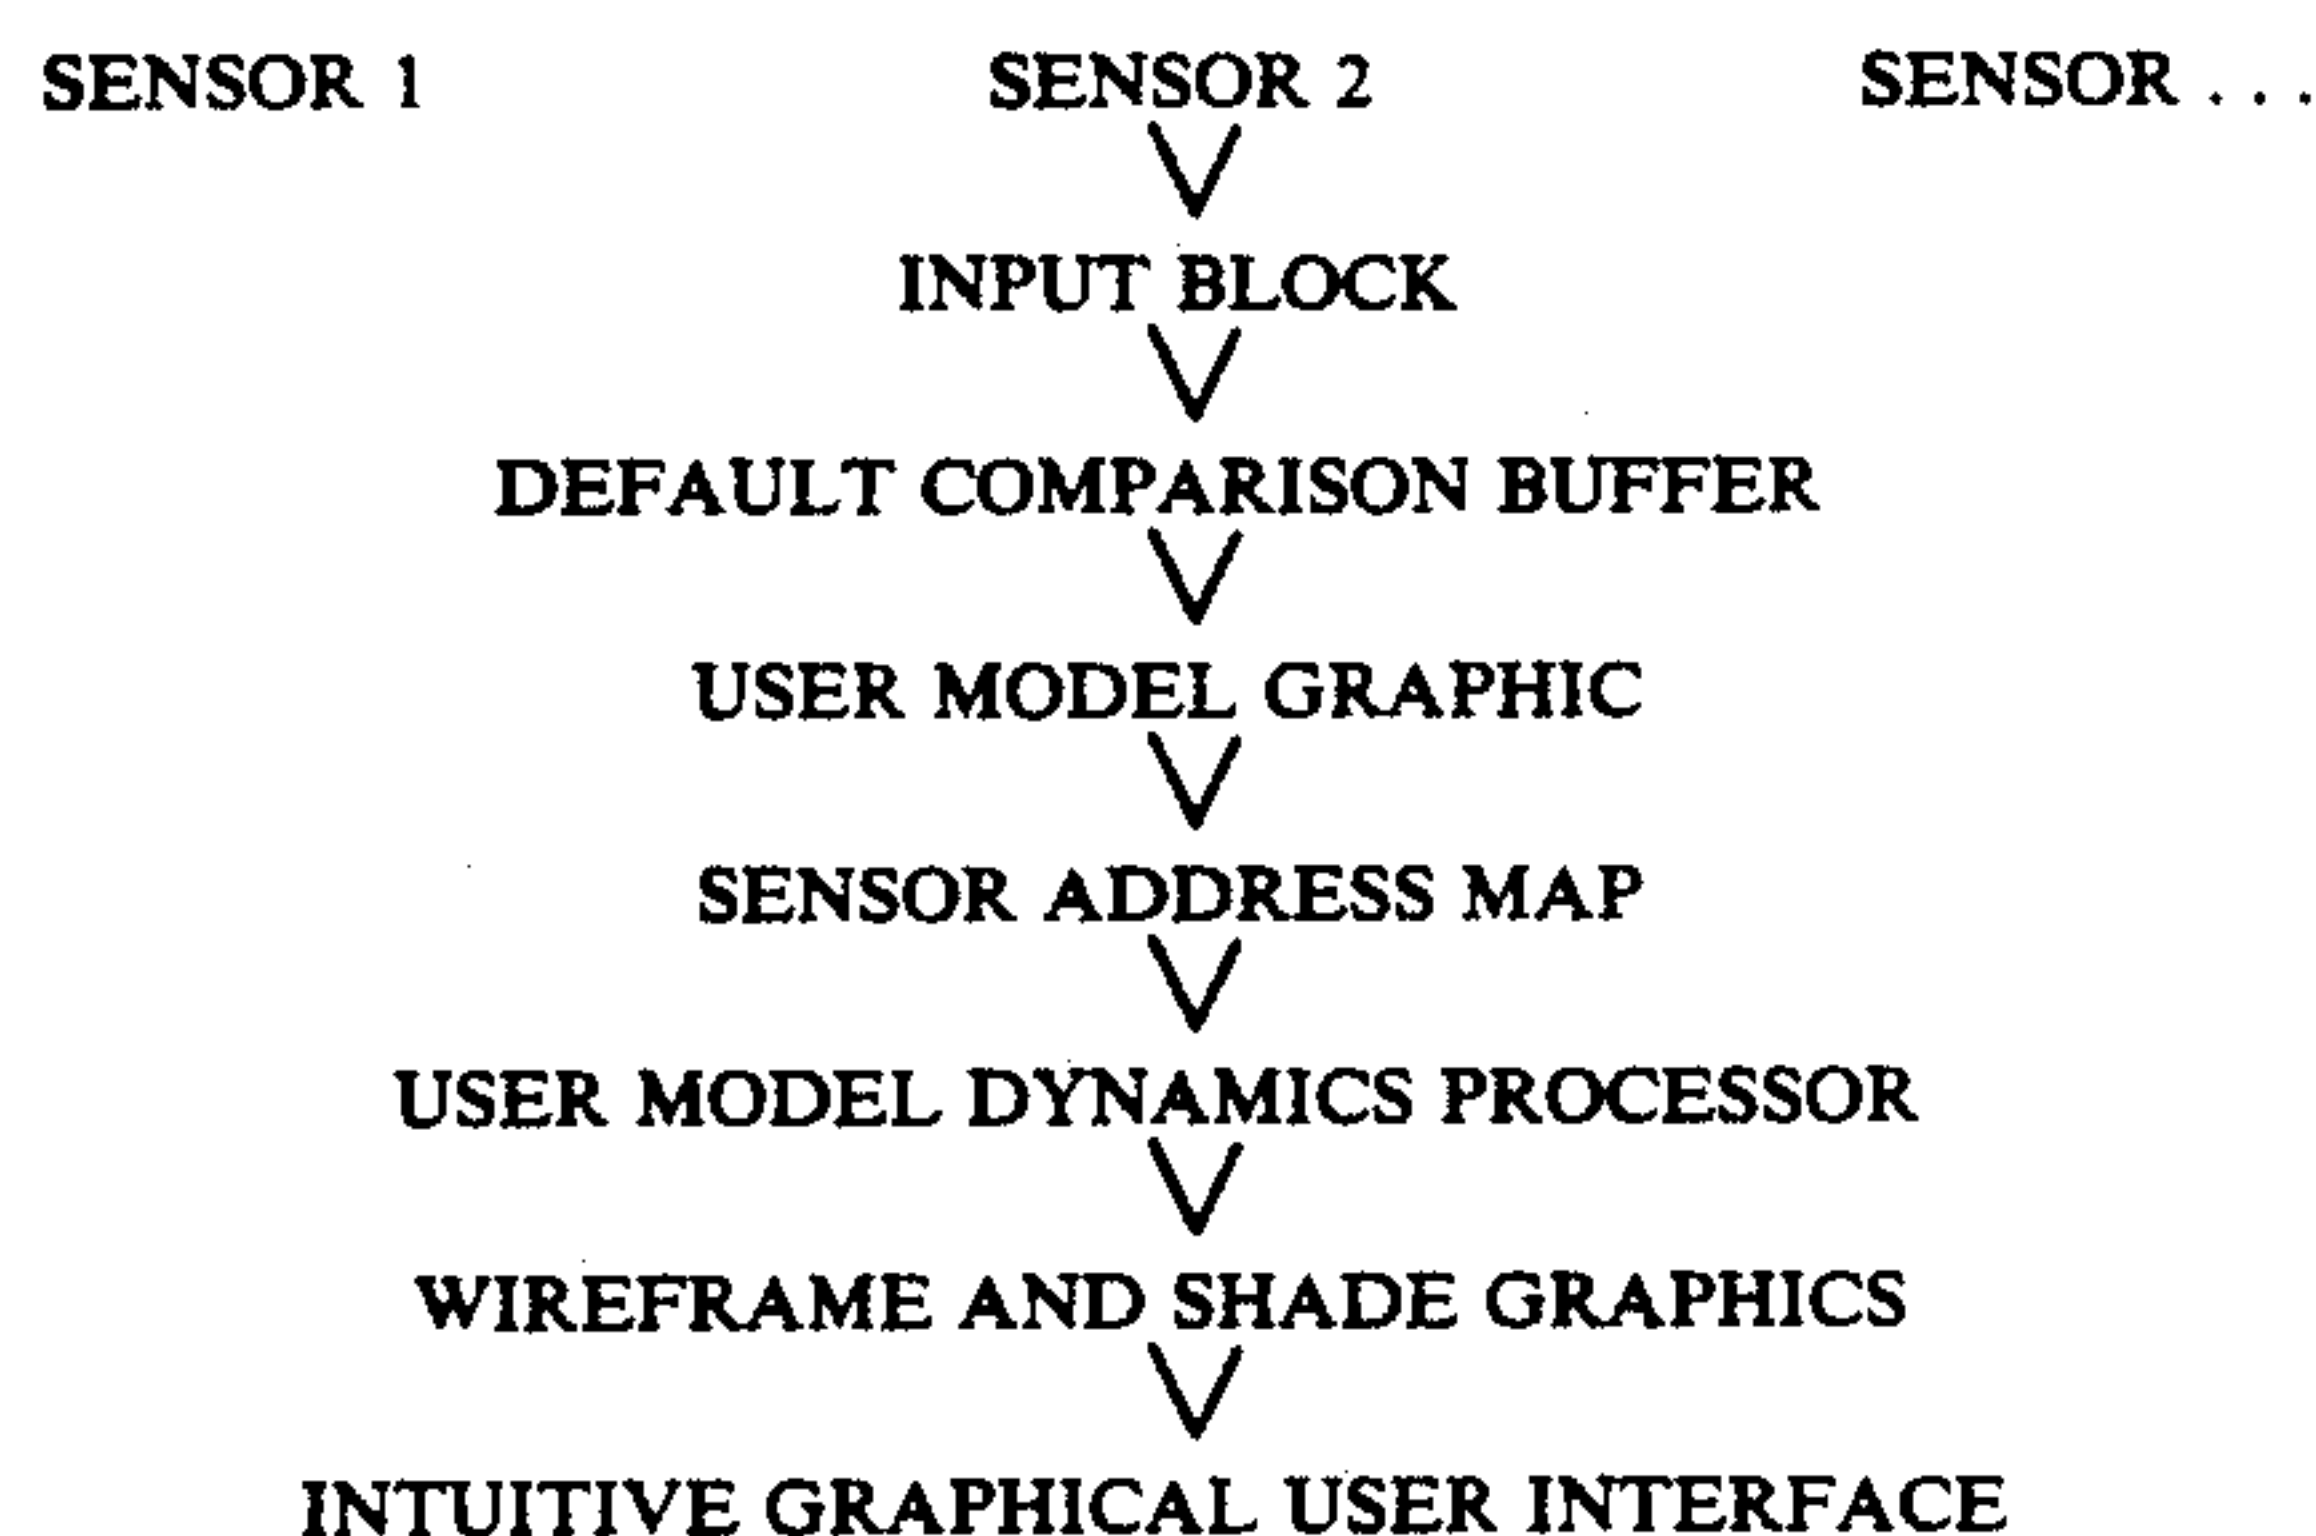 SENSOR 1 SENSOR 2 SENSOR . . .
INPUT BLOCK
DEFAULT COMPARISON BUFFER
USER MODEL GRAPHIC
SENSOR ADDRESS MAP
USER MODEL DYNAMICS PROCESSOR
WIREFRAME AND SHADE GRAPHICS
INTUITIVE GRAPHICAL USER INTERFACE